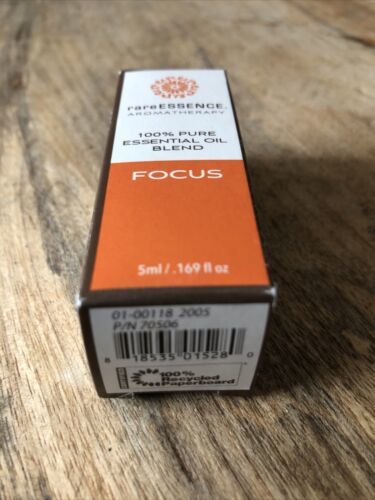 rareESSENCE.
AROMATHERAPY
100% PURE
ESSENTIAL OIL
BLEND
FOCUS
5ml/.169 fl oz
01-00118 2005
P/N 70506
8 18535 01528 0
100%
Recycled
Paperboard